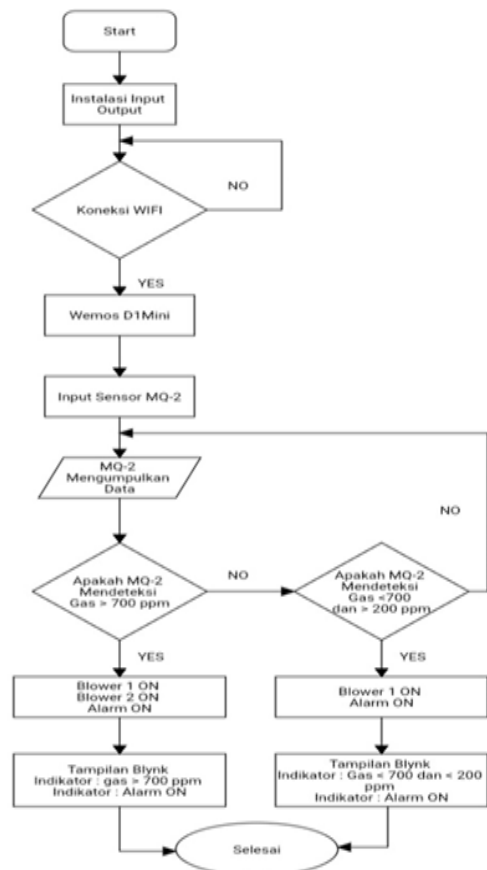 Start
Instalasi Input
Output
NO
Koneksi WIFI
YES
Wemos D1Mini
Input Sensor MQ-2
MQ-2
Mengumpulkan
Data
NO
Apakah MQ-2
Mendeteksi
Gas > 700 ppm
NO
Apakah MQ-2
Mendeteksi
Gas <700
dan > 200 ppm
YES
YES
Blower 1 ON
Blower 2 ON
Alarm ON
Blower 1 ON
Alarm ON
Tampilan Blynk
Indikator : gas > 700 ppm
Indikator : Alarm ON
Tampilan Blynk
Indikator : Gas < 700 dan < 200
ppm
Indikator : Alarm ON
Selesai